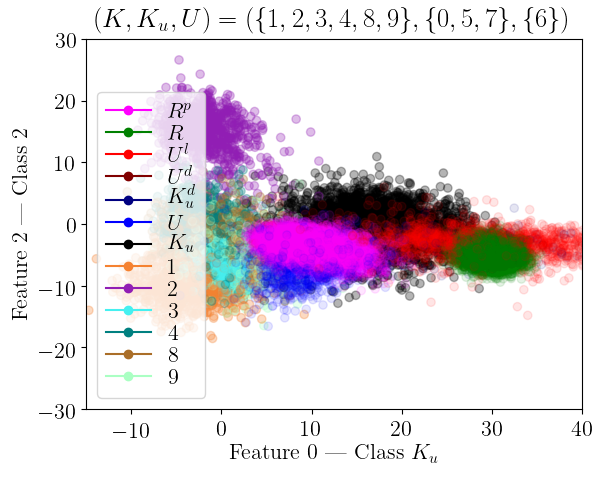 (K, K_u, U) = ({1, 2, 3, 4, 8, 9}, {0, 5, 7}, {6})
30
20
10
0
−10
−20
−30
Feature 2 — Class 2
R^p
R
U^l
U^d
K_u^d
U
K_u
1
2
3
4
8
9
−10 0 10 20 30 40
Feature 0 — Class K_u